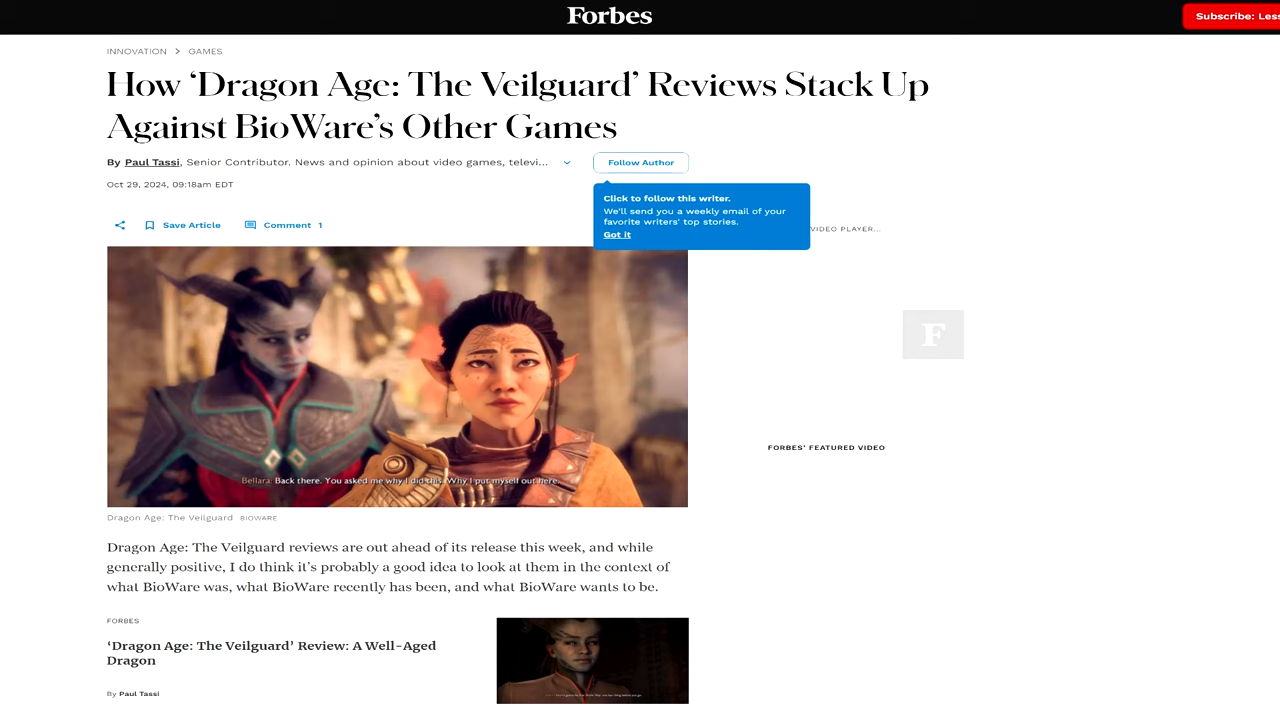 Forbes
Subscribe: Less
INNOVATION > GAMES
How ‘Dragon Age: The Veilguard’ Reviews Stack Up
Against BioWare’s Other Games
By Paul Tassi, Senior Contributor. News and opinion about video games, televi...
Follow Author
Oct 29, 2024, 09:18am EDT
Click to follow this writer.
We'll send you a weekly email of your
favorite writers' top stories.
Got it
Save Article
Comment 1
VIDEO PLAYER...
F
FORBES' FEATURED VIDEO
Bellara: Back there. You asked me why I did this. Why I put myself out here.
Dragon Age: The Veilguard BIOWARE
Dragon Age: The Veilguard reviews are out ahead of its release this week, and while
generally positive, I do think it’s probably a good idea to look at them in the context of
what BioWare was, what BioWare recently has been, and what BioWare wants to be.
FORBES
‘Dragon Age: The Veilguard’ Review: A Well-Aged
Dragon
By Paul Tassi